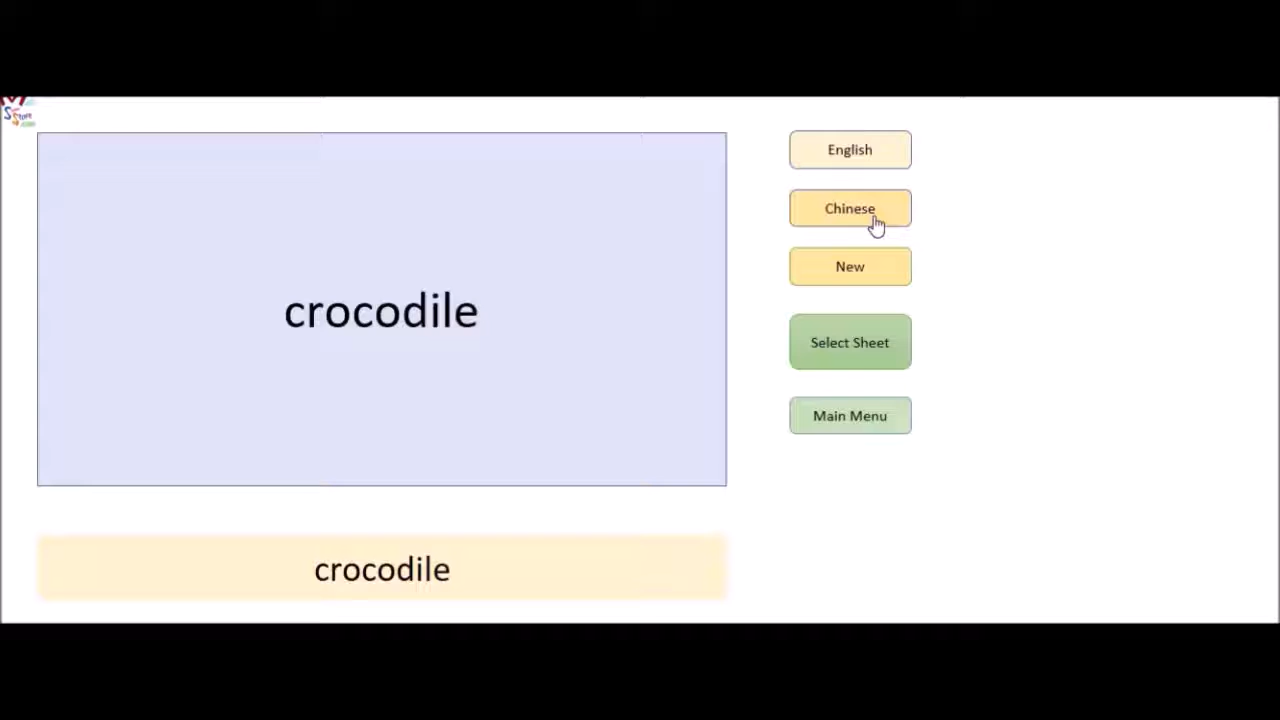 crocodile
crocodile
English
Chinese
New
Select Sheet
Main Menu